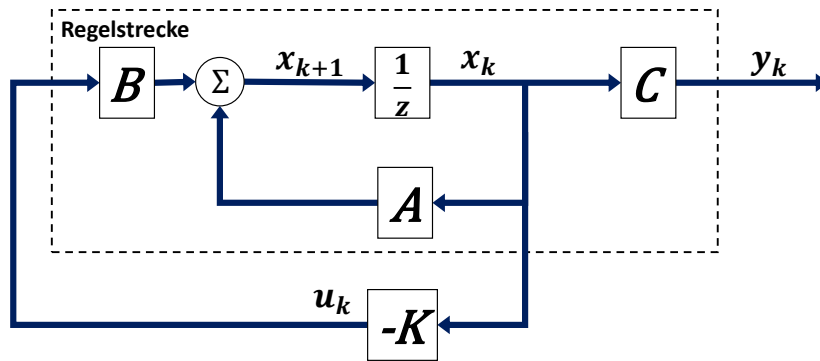 Regelstrecke
B
Σ
x_{k+1}
1/z
x_k
C
y_k
A
u_k
-K